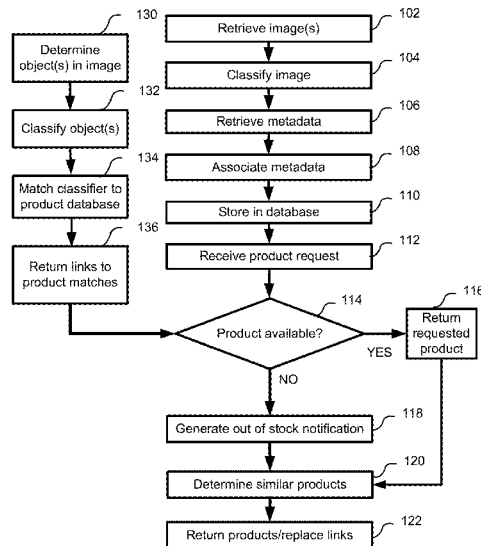 130
Determine
object(s) in image
132
Classify object(s)
134
Match classifier to
product database
136
Return links to
product matches
102
Retrieve image(s)
104
Classify image
106
Retrieve metadata
108
Associate metadata
110
Store in database
112
Receive product request
114
Product available?
YES
116
Return
requested
product
NO
118
Generate out of stock notification
120
Determine similar products
122
Return products/replace links